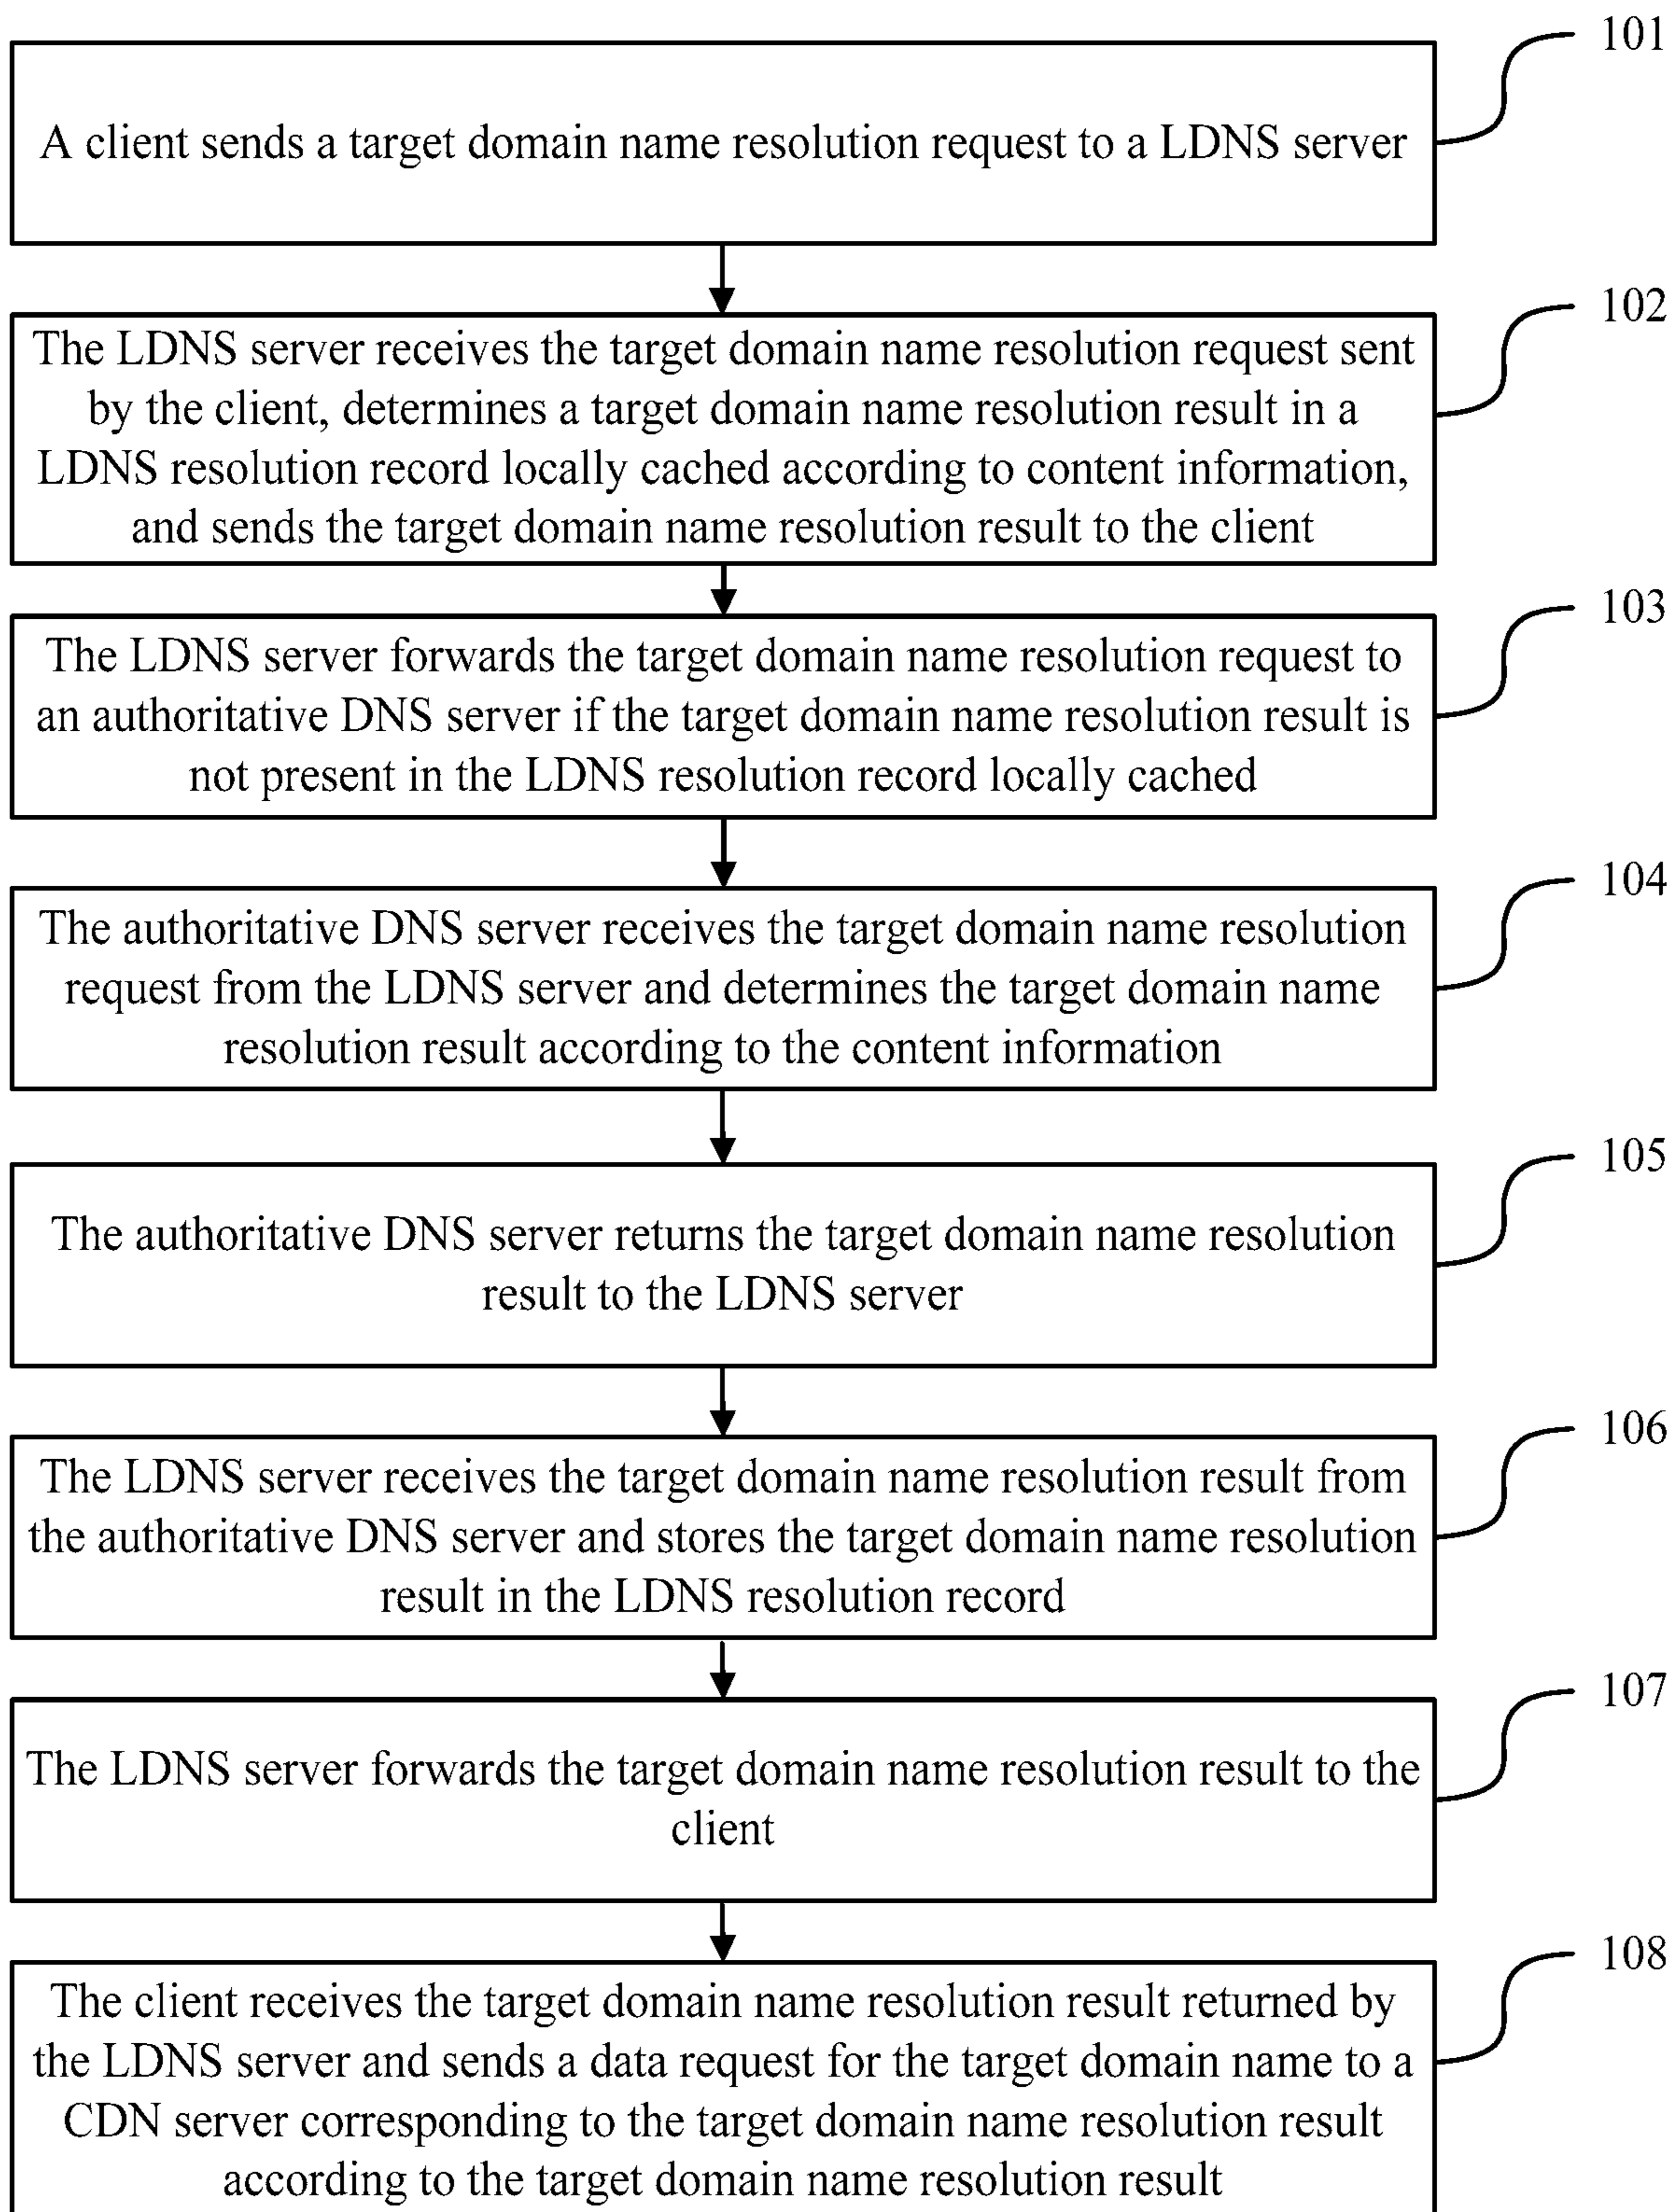 101
A client sends a target domain name resolution request to a LDNS server
102
The LDNS server receives the target domain name resolution request sent
by the client, determines a target domain name resolution result in a
LDNS resolution record locally cached according to content information,
and sends the target domain name resolution result to the client
103
The LDNS server forwards the target domain name resolution request to
an authoritative DNS server if the target domain name resolution result is
not present in the LDNS resolution record locally cached
104
The authoritative DNS server receives the target domain name resolution
request from the LDNS server and determines the target domain name
resolution result according to the content information
105
The authoritative DNS server returns the target domain name resolution
result to the LDNS server
106
The LDNS server receives the target domain name resolution result from
the authoritative DNS server and stores the target domain name resolution
result in the LDNS resolution record
107
The LDNS server forwards the target domain name resolution result to the
client
108
The client receives the target domain name resolution result returned by
the LDNS server and sends a data request for the target domain name to a
CDN server corresponding to the target domain name resolution result
according to the target domain name resolution result